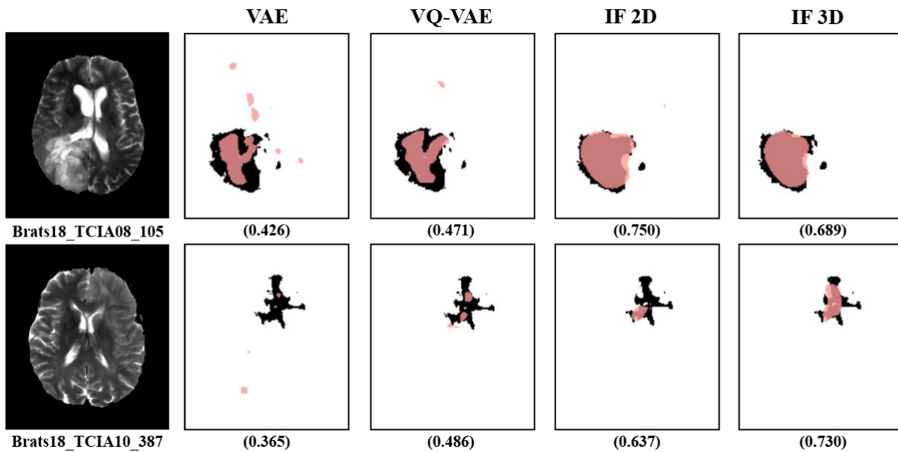 VAE VQ-VAE IF 2D IF 3D
Brats18_TCIA08_105 (0.426) (0.471) (0.750) (0.689)
Brats18_TCIA10_387 (0.365) (0.486) (0.637) (0.730)